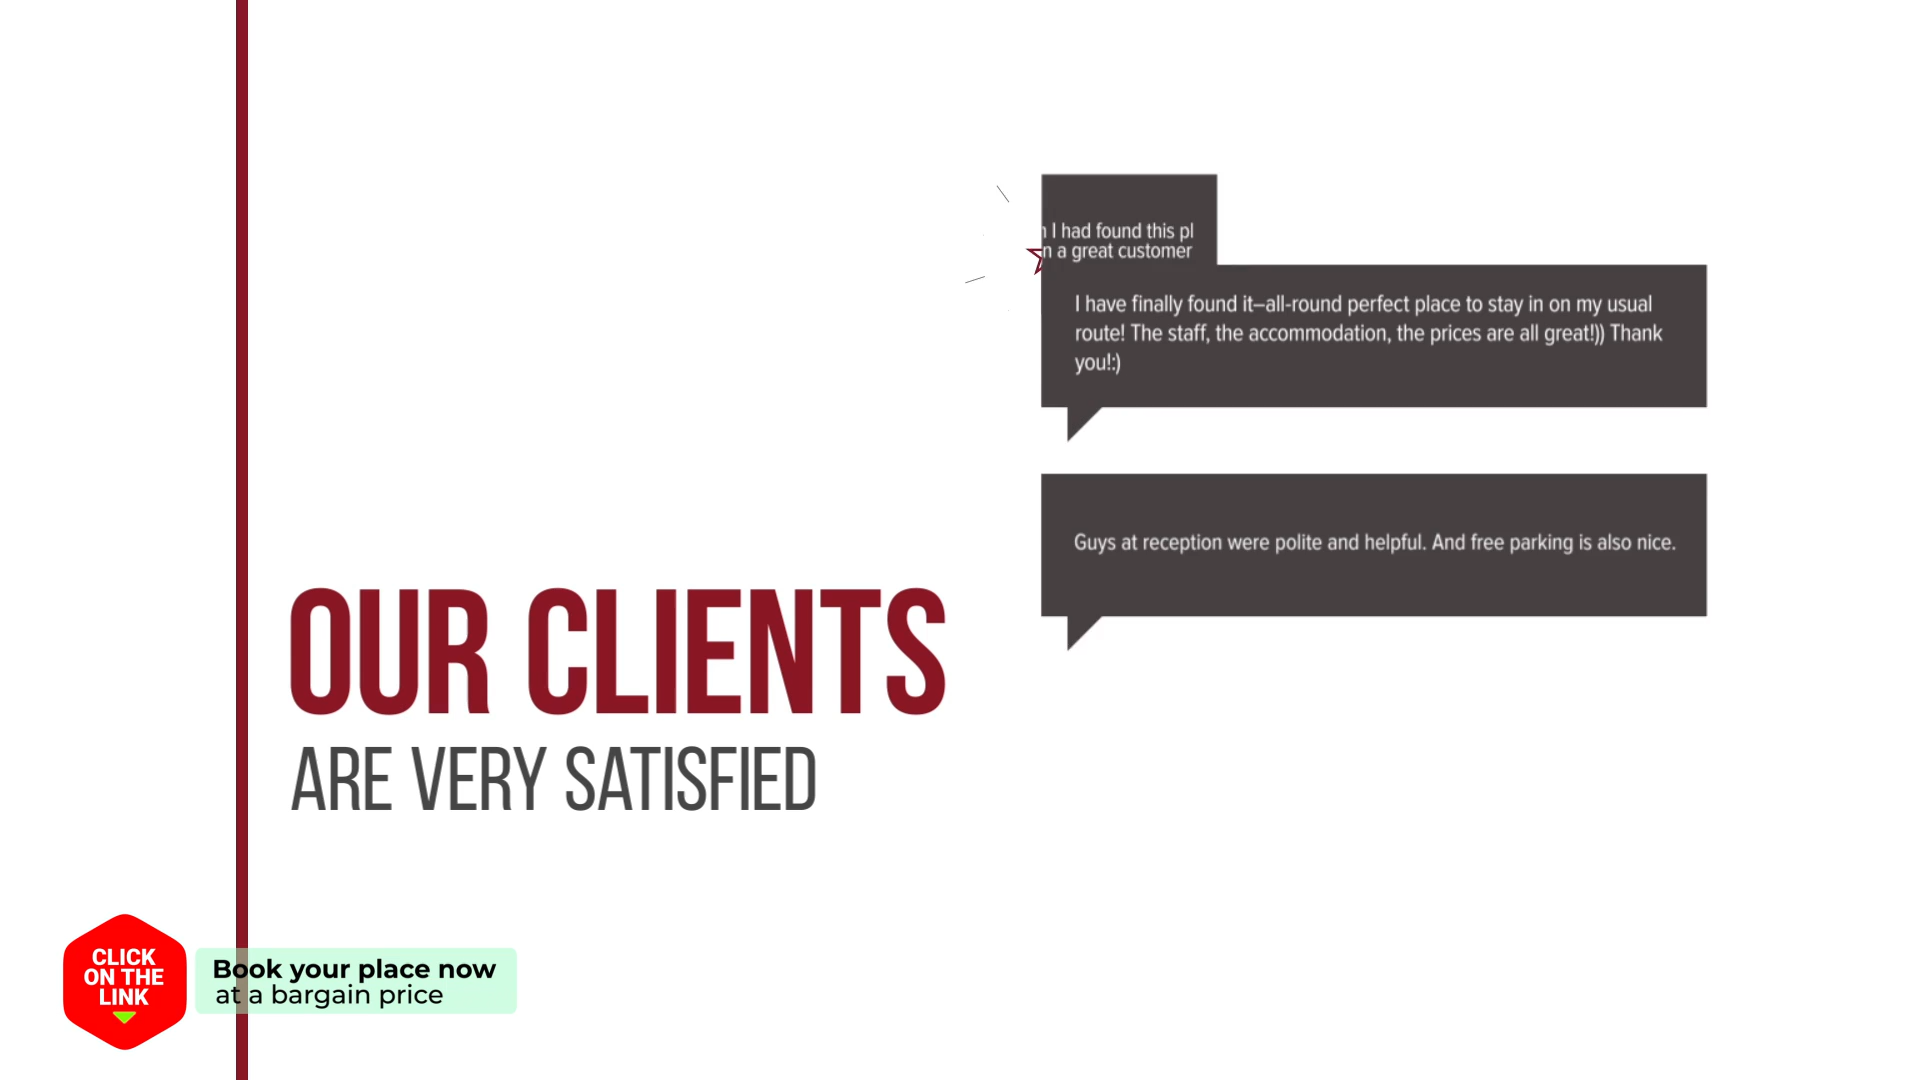 I had found this
a great customer
I have finally found it—all-round perfect place to stay in on my usual
route! The staff, the accommodation, the prices are all great!)) Thank
you!:)
Guys at reception were polite and helpful. And free parking is also nice.
OUR CLIENTS
ARE VERY SATISFIED
CLICK
ON THE
LINK
Book your place now
at a bargain price